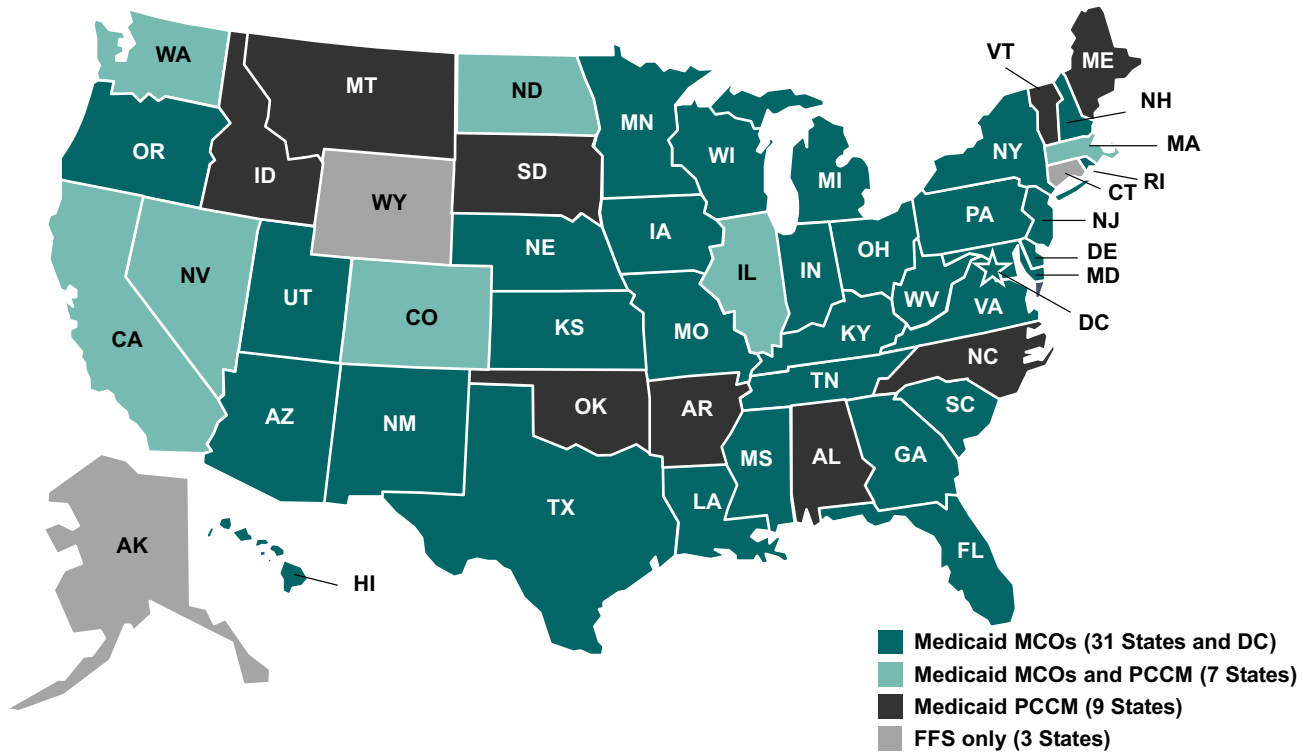 WA
MT
ND
VT
ME
NH
OR
MN
WI
NY
MA
ID
SD
MI
RI
CT
WY
PA
NJ
IA
NE
OH
DE
MD
NV
IL
IN
UT
WV
VA
DC
CA
CO
KS
MO
KY
NC
TN
AZ
NM
OK
AR
SC
MS
AL
GA
TX
LA
AK
FL
HI
Medicaid MCOs (31 States and DC)
Medicaid MCOs and PCCM (7 States)
Medicaid PCCM (9 States)
FFS only (3 States)